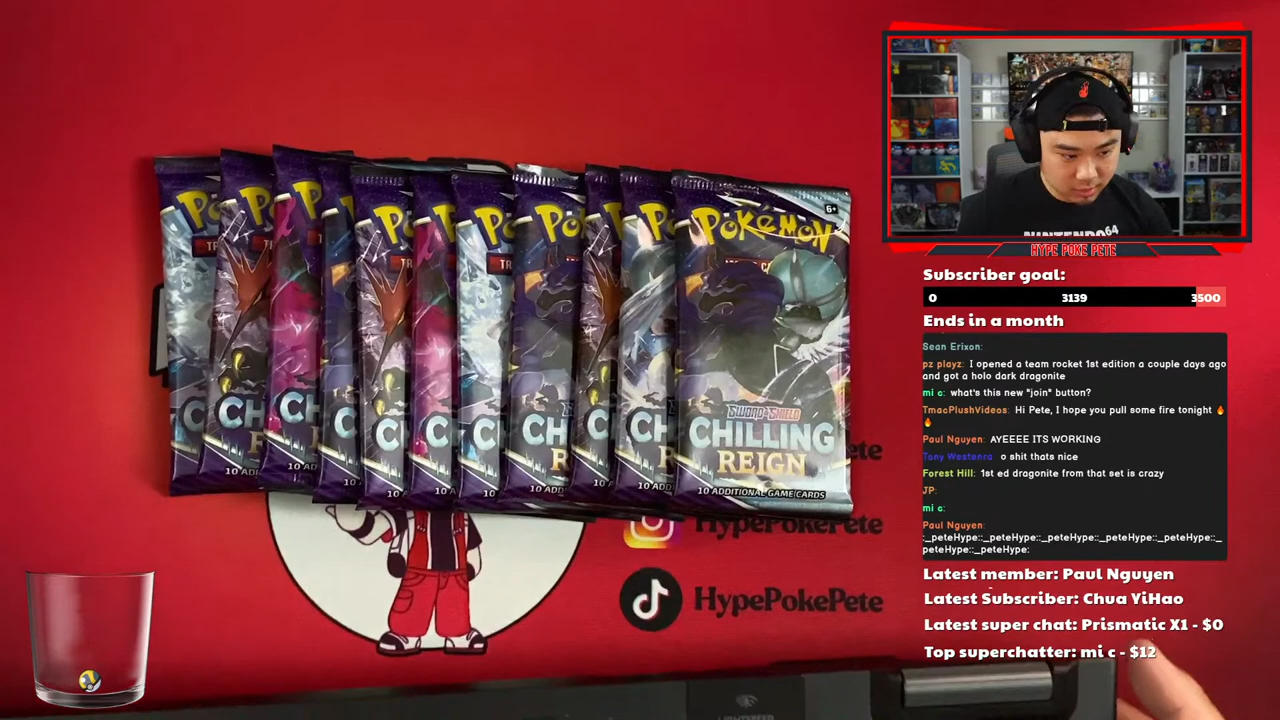 POKéMON
6+
SWORD & SHIELD
CHILLING
REIGN
10 ADDITIONAL GAME CARDS
HypePokePete
HypePokePete
NINTENDO 64
HYPE POKE PETE
Subscriber goal:
0 3139 3500
Ends in a month
Sean Erixon:
pz playz: I opened a team rocket 1st edition a couple days ago
and got a holo dark dragonite
mi c: what's this new "join" button?
TmacPlushVideos: Hi Pete, I hope you pull some fire tonight 🔥
🔥
Paul Nguyen: AYEEEE ITS WORKING
Tony Westenra o shit thats nice
Forest Hill: 1st ed dragonite from that set is crazy
JP:
mi c:
Paul Nguyen:
:_peteHype::_peteHype::_peteHype::_peteHype::_peteHype::_
peteHype::_peteHype:
Latest member: Paul Nguyen
Latest Subscriber: Chua YiHao
Latest super chat: Prismatic X1 - $0
Top superchatter: mi c - $12